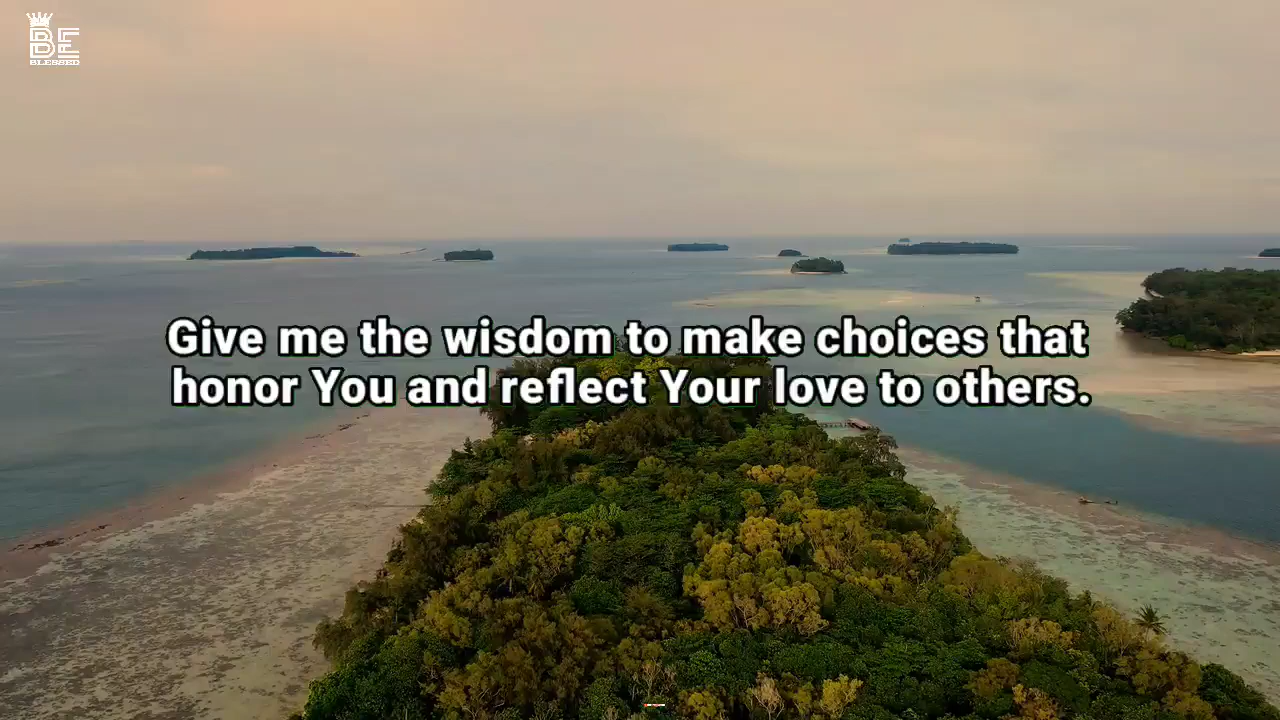 BE
BLESSED
Give me the wisdom to make choices that
honor You and reflect Your love to others.